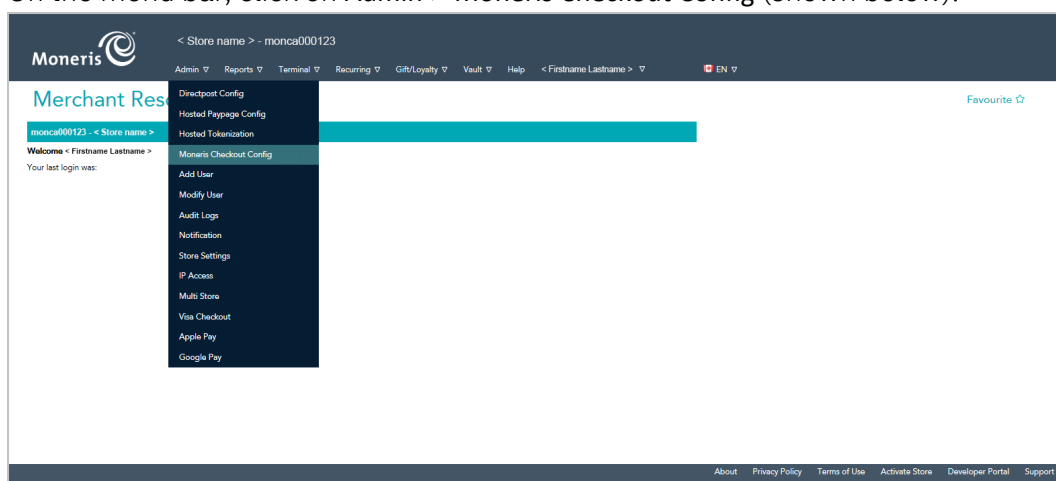 On the menu bar, click on Admin > Moneris Checkout Config (shown below).
< Store name > - monca000123
Moneris
Admin Reports Terminal Recurring Gift/Loyalty Vault Help < Firstname Lastname > EN
Merchant Res
Favourite
monca000123 - < Store name >
Welcome < Firstname Lastname >
Your last login was:
Directpost Config
Hosted Paypage Config
Hosted Tokenization
Moneris Checkout Config
Add User
Modify User
Audit Logs
Notification
Store Settings
IP Access
Multi Store
Visa Checkout
Apple Pay
Google Pay
About Privacy Policy Terms of Use Activate Store Developer Portal Support